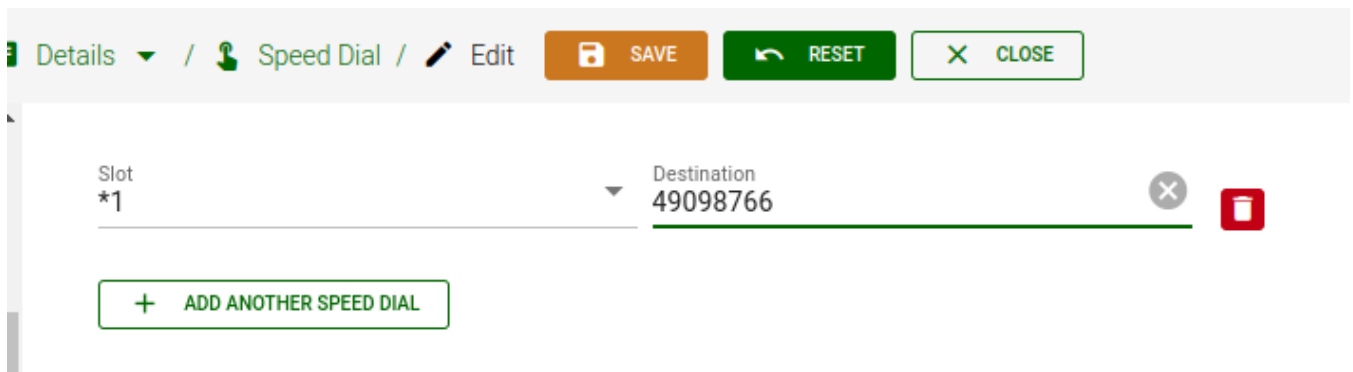 Details / Speed Dial / Edit SAVE RESET CLOSE
Slot Destination
*1 49098766
+ ADD ANOTHER SPEED DIAL